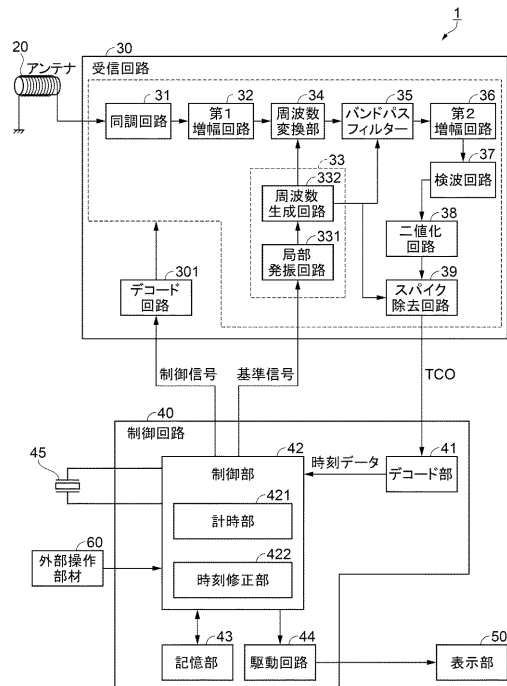 1
20
アンテナ
30
受信回路
31
同調回路
32
第1
増幅回路
34
周波数
変換部
35
バンドパス
フィルター
36
第2
増幅回路
33
332
周波数
生成回路
331
局部
発振回路
37
検波回路
38
二値化
回路
39
スパイク
除去回路
301
デコード
回路
制御信号
基準信号
TCO
40
制御回路
45
42
制御部
時刻データ
41
デコード部
421
計時部
60
外部操作
部材
422
時刻修正部
43
記憶部
44
駆動回路
50
表示部